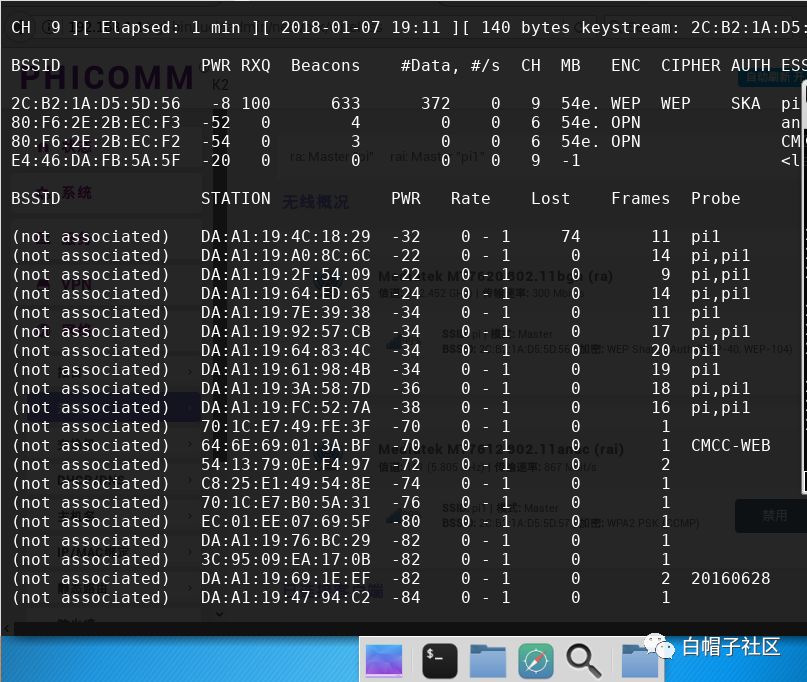 CH 9 ][ Elapsed: 1 min ][ 2018-01-07 19:11 ][ 140 bytes keystream: 2C:B2:1A:D5:
BSSID PWR RXQ Beacons #Data, #/s CH MB ENC CIPHER AUTH ESS
PHICOMM K2
2C:B2:1A:D5:5D:56 -8 100 633 372 0 9 54e. WEP WEP SKA pi
80:F6:2E:2B:EC:F3 -52 0 4 0 0 6 54e. OPN an
80:F6:2E:2B:EC:F2 -54 0 3 0 0 6 54e. OPN CM
E4:46:DA:FB:5A:5F -20 0 0 0 0 9 -1 <l
系统
无线概况
BSSID STATION PWR Rate Lost Frames Probe
(not associated) DA:A1:19:4C:18:29 -32 0 - 1 74 11 pi1
(not associated) DA:A1:19:A0:8C:6C -22 0 - 1 0 14 pi,pi1
(not associated) DA:A1:19:2F:54:09 -22 0 - 1 0 9 pi,pi1
(not associated) DA:A1:19:64:ED:65 -24 0 - 1 0 14 pi,pi1
(not associated) DA:A1:19:7E:39:38 -34 0 - 1 0 11 pi1
(not associated) DA:A1:19:92:57:CB -34 0 - 1 0 17 pi,pi1
(not associated) DA:A1:19:64:83:4C -34 0 - 1 0 20 pi,pi1
(not associated) DA:A1:19:61:98:4B -34 0 - 1 0 19 pi1
(not associated) DA:A1:19:3A:58:7D -36 0 - 1 0 18 pi,pi1
(not associated) DA:A1:19:FC:52:7A -38 0 - 1 0 16 pi,pi1
(not associated) 70:1C:E7:49:FE:3F -70 0 - 1 0 1
(not associated) 64:6E:69:01:3A:BF -70 0 - 1 0 1 CMCC-WEB
(not associated) 54:13:79:0E:F4:97 -72 0 - 1 0 2
(not associated) C8:25:E1:49:54:8E -74 0 - 1 0 1
(not associated) 70:1C:E7:B0:5A:31 -76 0 - 1 0 1
(not associated) EC:01:EE:07:69:5F -80 0 - 1 0 1
禁用
(not associated) DA:A1:19:76:BC:29 -82 0 - 1 0 1
(not associated) 3C:95:09:EA:17:0B -82 0 - 1 0 1
(not associated) DA:A1:19:69:1E:EF -82 0 - 1 0 2 20160628
(not associated) DA:A1:19:47:94:C2 -84 0 - 1 0 1
白帽子社区